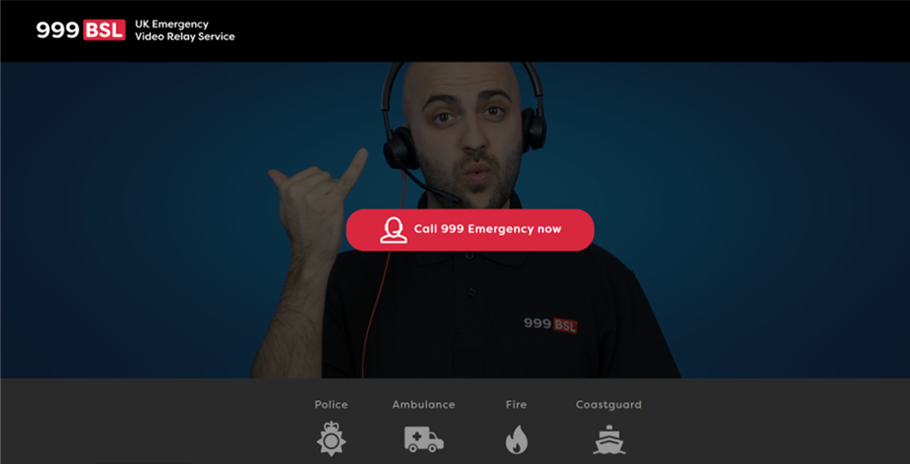 999 BSL
UK Emergency
Video Relay Service
Call 999 Emergency now
999 BSL
Police
Ambulance
Fire
Coastguard